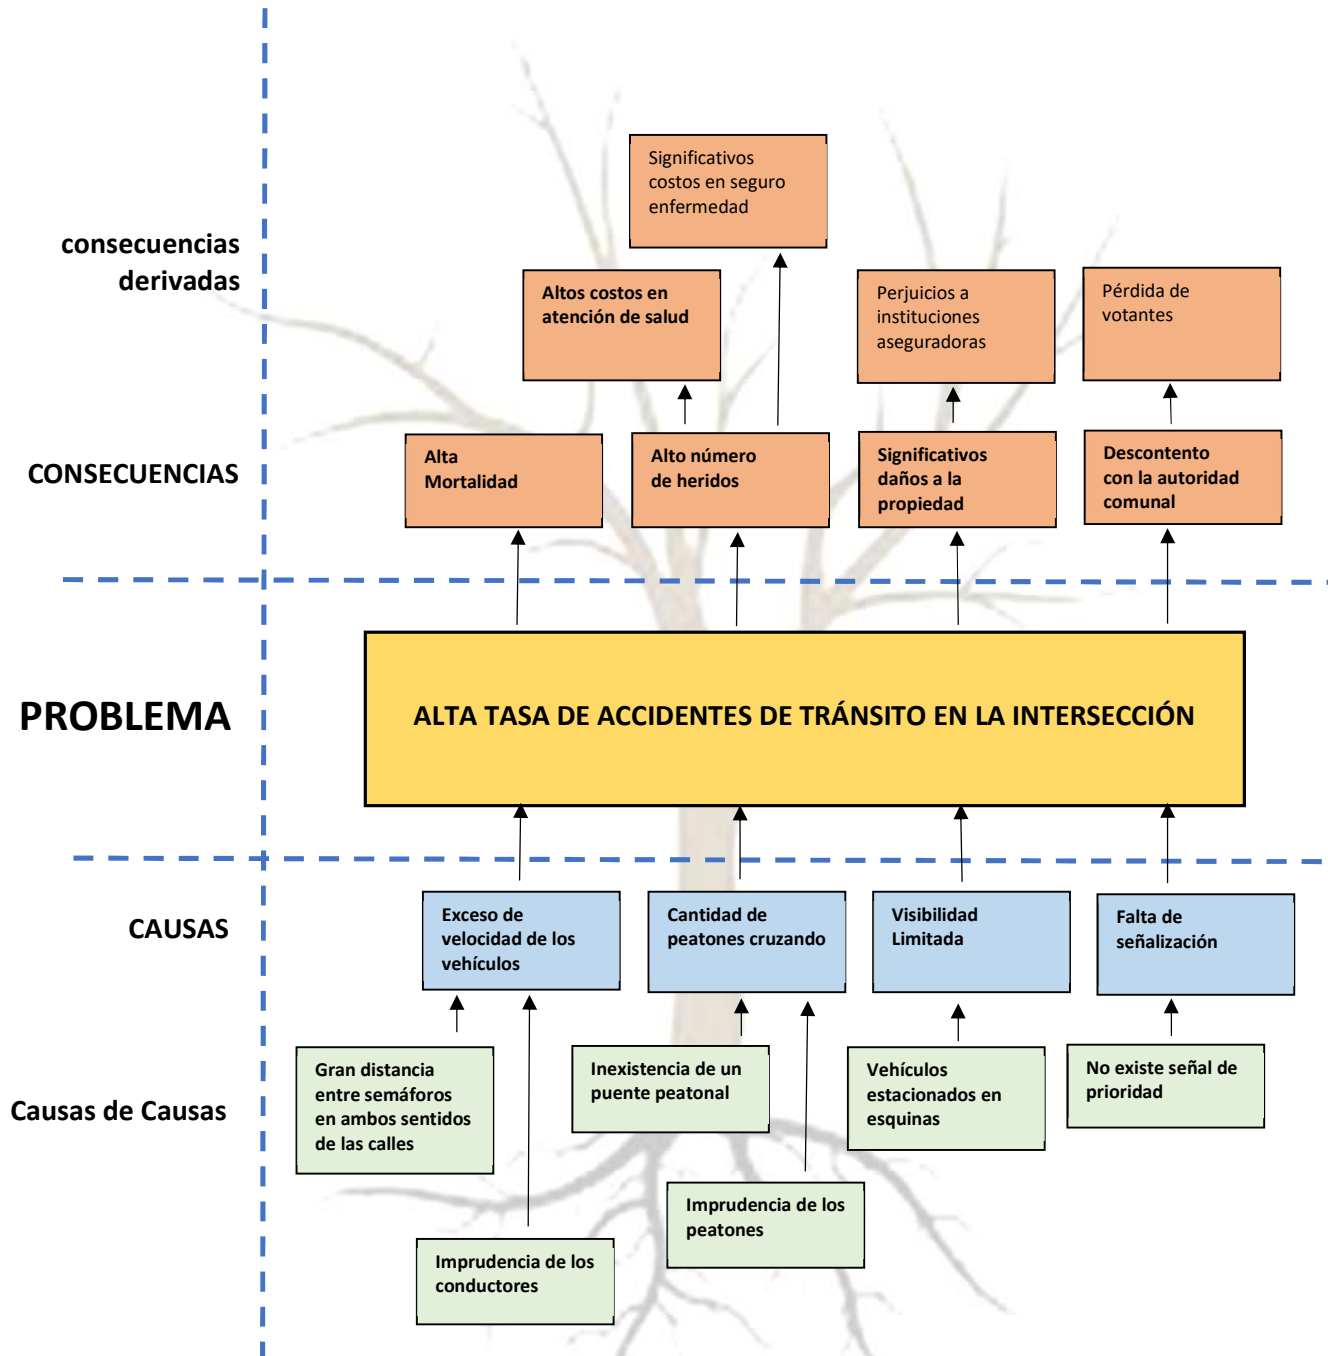 Significativos
costos en seguro
enfermedad
consecuencias
derivadas
Altos costos en
atención de salud
Perjuicios a
instituciones
aseguradoras
Pérdida de
votantes
CONSECUENCIAS
Alta
Mortalidad
Alto número
de heridos
Significativos
daños a la
propiedad
Descontento
con la autoridad
comunal
PROBLEMA
ALTA TASA DE ACCIDENTES DE TRÁNSITO EN LA INTERSECCIÓN
CAUSAS
Exceso de
velocidad de los
vehículos
Cantidad de
peatones cruzando
Visibilidad
Limitada
Falta de
señalización
Causas de Causas
Gran distancia
entre semáforos
en ambos sentidos
de las calles
Inexistencia de un
puente peatonal
Vehículos
estacionados en
esquinas
No existe señal de
prioridad
Imprudencia de los
peatones
Imprudencia de los
conductores